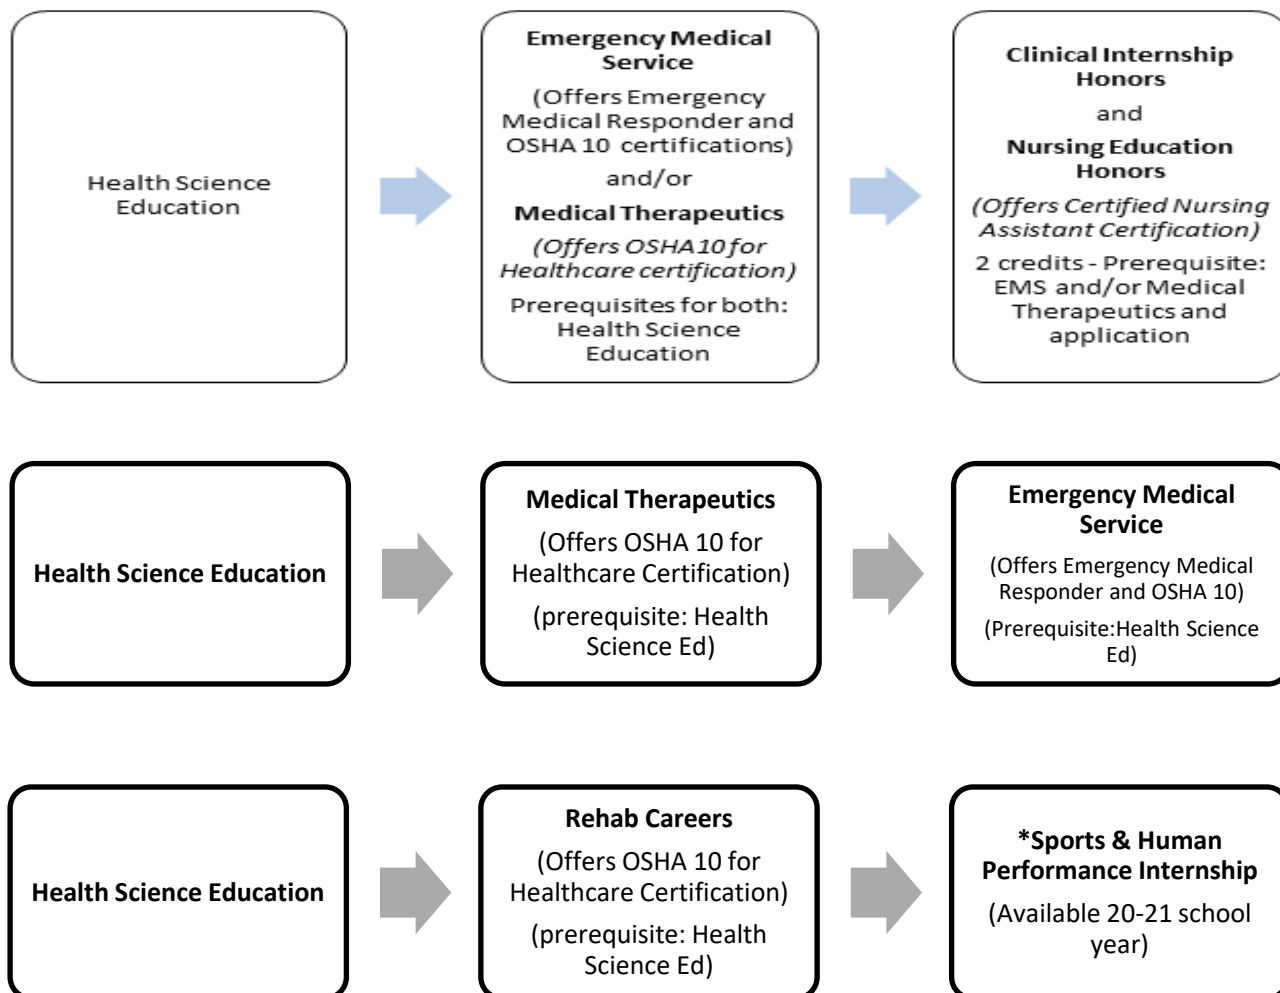 Health Science
Education
Emergency Medical
Service
(Offers Emergency
Medical Responder and
OSHA 10 certifications)
and/or
Medical Therapeutics
(Offers OSHA10 for
Healthcare certification)
Prerequisites for both:
Health Science
Education
Clinical Internship
Honors
and
Nursing Education
Honors
(Offers Certified Nursing
Assistant Certification)
2 credits - Prerequisite:
EMS and/or Medical
Therapeutics and
application
Health Science Education
Medical Therapeutics
(Offers OSHA 10 for
Healthcare Certification)
(prerequisite: Health
Science Ed)
Emergency Medical
Service
(Offers Emergency Medical
Responder and OSHA 10)
(Prerequisite:Health Science
Ed)
Health Science Education
Rehab Careers
(Offers OSHA 10 for
Healthcare Certification)
(prerequisite: Health
Science Ed)
*Sports & Human
Performance Internship
(Available 20-21 school
year)